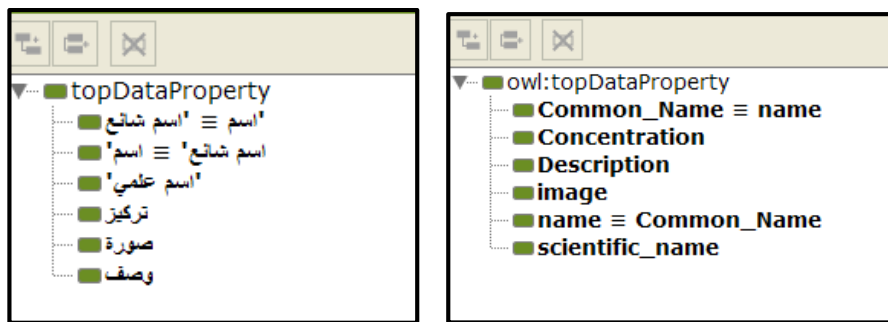 topDataProperty
'اسم ≡ 'اسم شائع
اسم شائع' ≡ اسم'
'اسم علمي'
تركيز
صورة
وصف
owl:topDataProperty
Common_Name ≡ name
Concentration
Description
image
name ≡ Common_Name
scientific_name